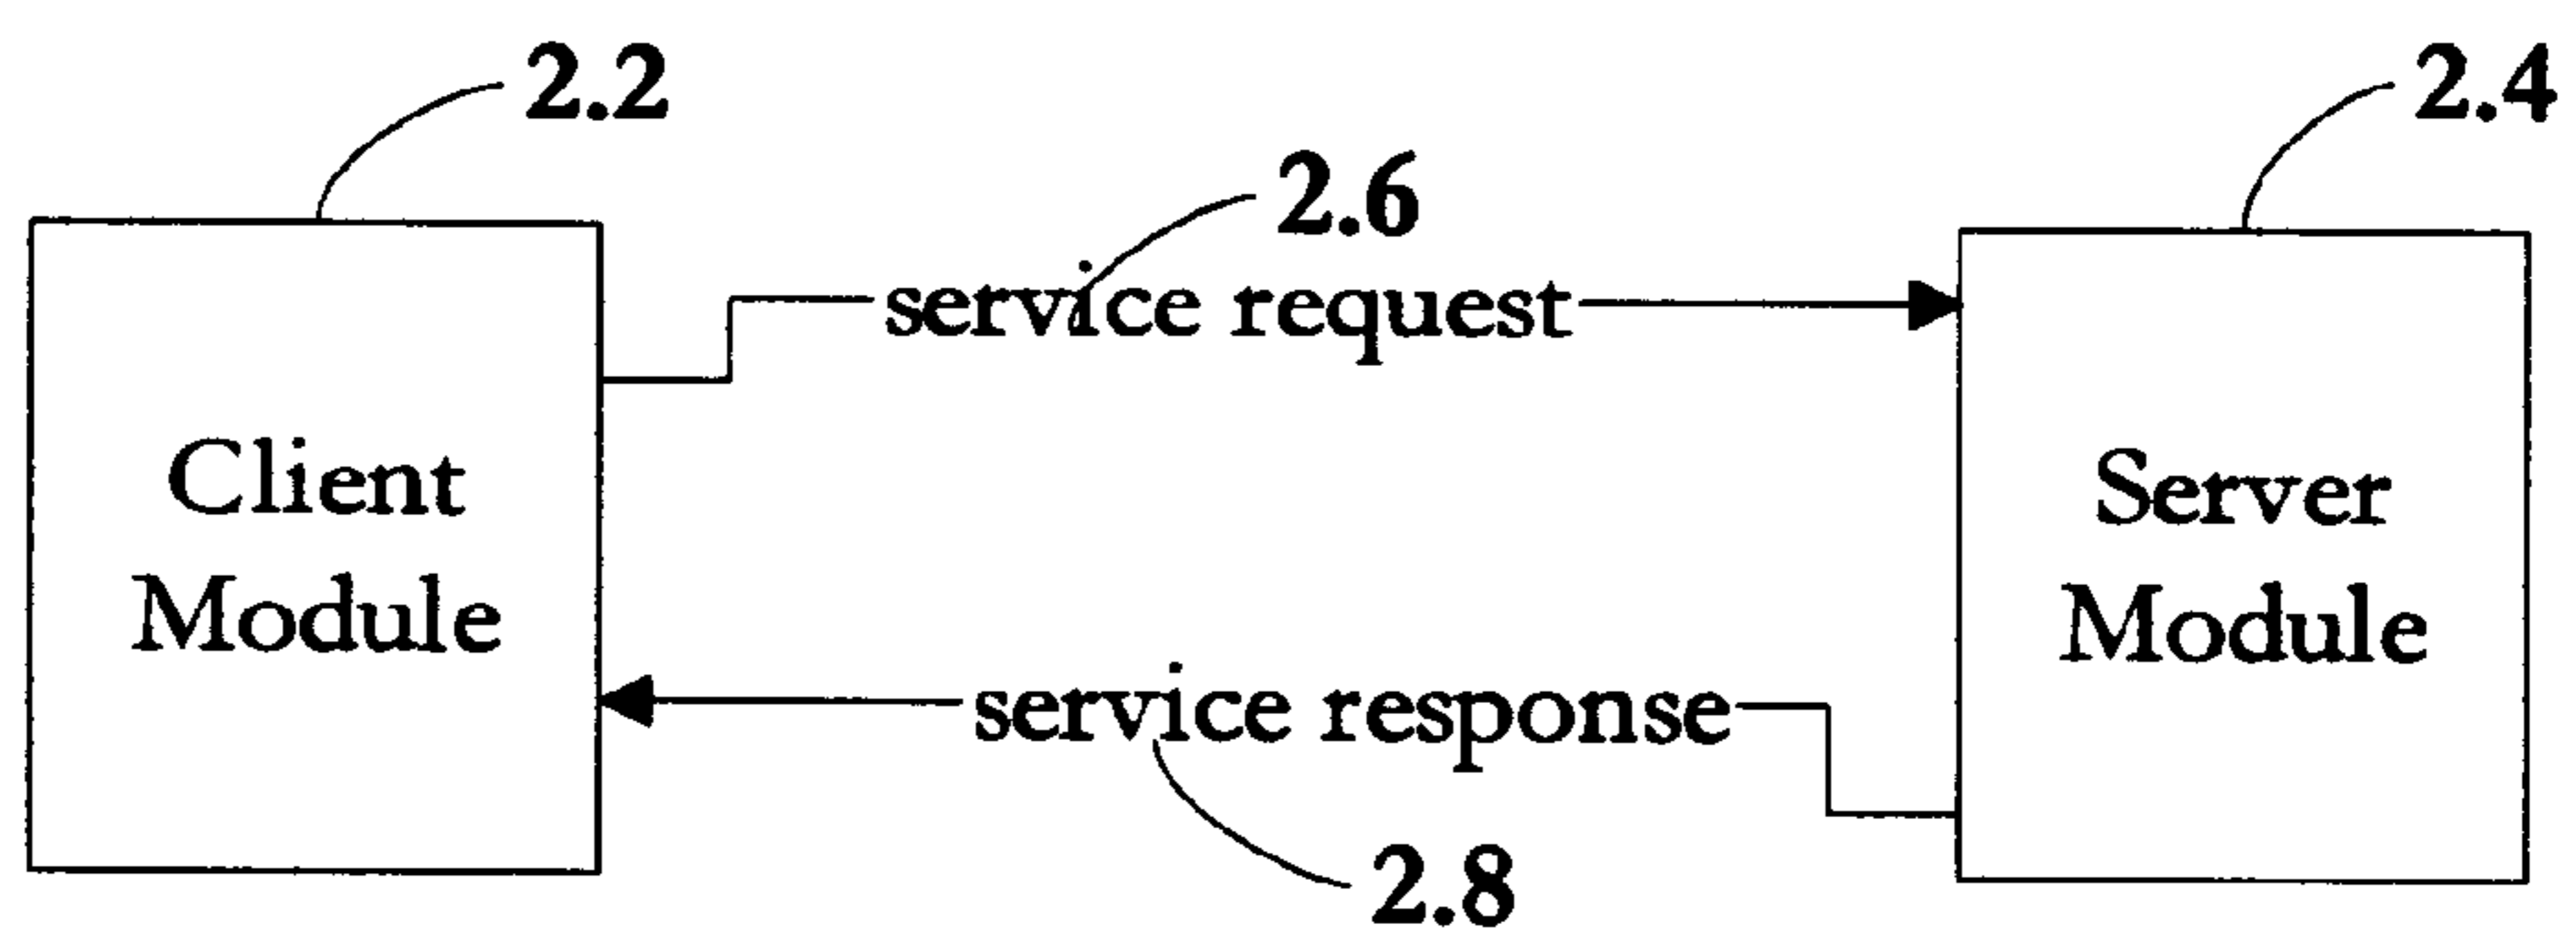 2.2
2.4
2.6
service request
Client
Module
Server
Module
service response
2.8